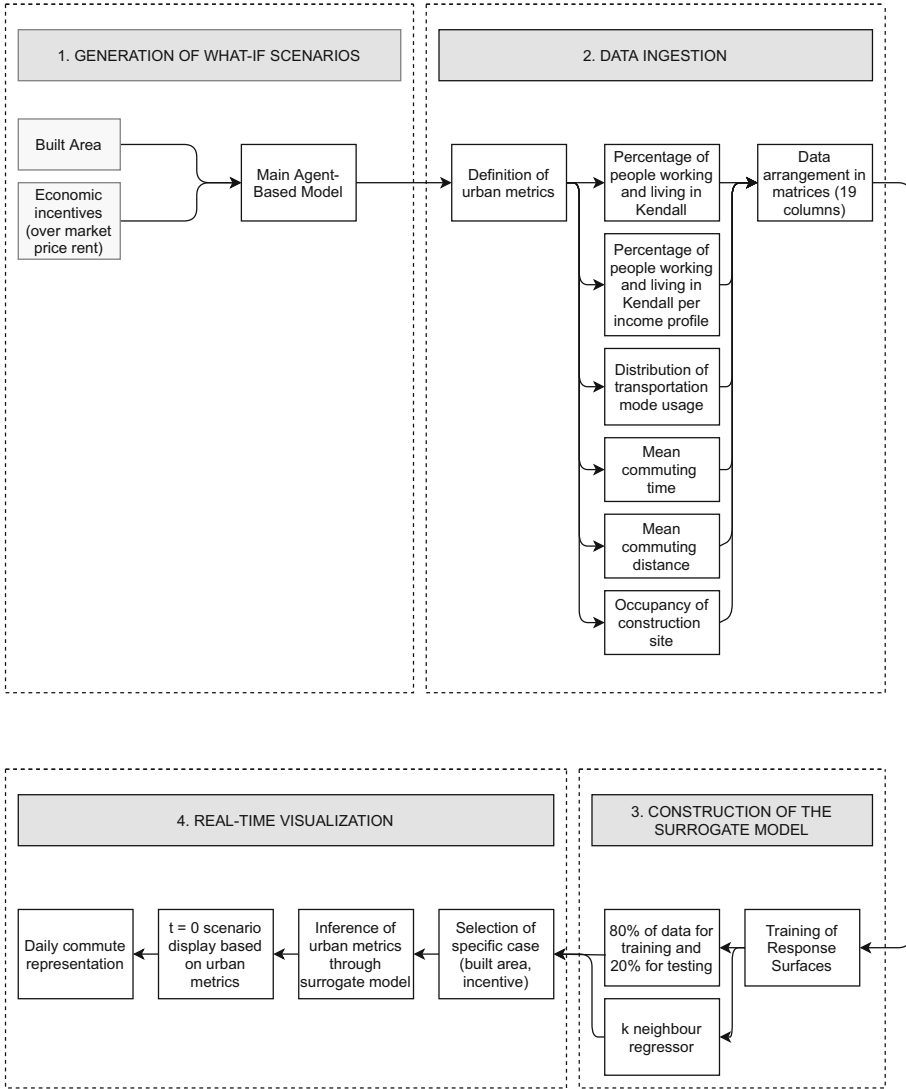 1. GENERATION OF WHAT-IF SCENARIOS
Built Area
Economic
incentives
(over market
price rent)
Main Agent-
Based Model
2. DATA INGESTION
Definition of
urban metrics
Percentage of
people working
and living in
Kendall
Percentage of
people working
and living in
Kendall per
income profile
Distribution of
transportation
mode usage
Mean
commuting
time
Mean
commuting
distance
Occupancy of
construction
site
Data
arrangement in
matrices (19
columns)
3. CONSTRUCTION OF THE
SURROGATE MODEL
Training of
Response
Surfaces
80% of data for
training and
20% for testing
k neighbour
regressor
4. REAL-TIME VISUALIZATION
Selection of
specific case
(built area,
incentive)
Inference of
urban metrics
through
surrogate model
t = 0 scenario
display based
on urban
metrics
Daily commute
representation